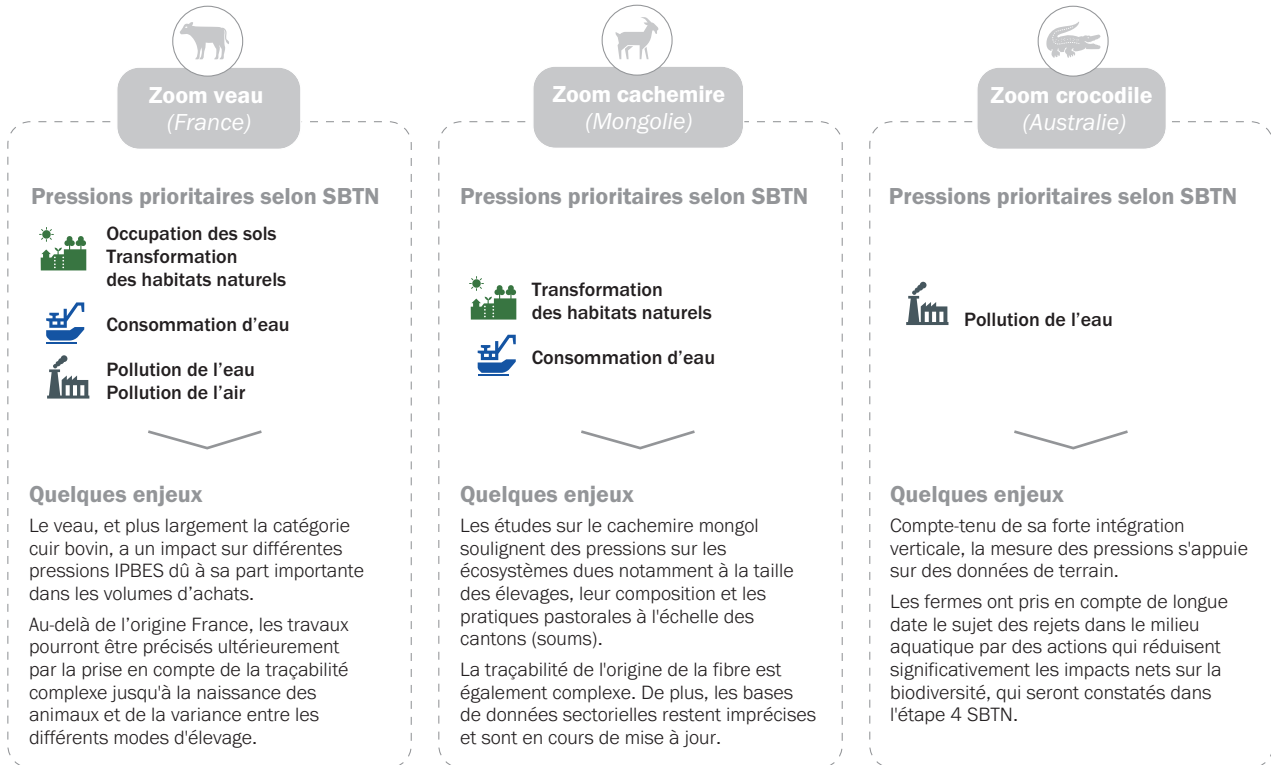 Zoom veau
(France)
Pressions prioritaires selon SBTN
Occupation des sols
Transformation
des habitats naturels
Consommation d'eau
Pollution de l'eau
Pollution de l'air
Quelques enjeux
Le veau, et plus largement la catégorie
cuir bovin, a un impact sur différentes
pressions IPBES dû à sa part importante
dans les volumes d'achats.
Au-delà de l'origine France, les travaux
pourront être précisés ultérieurement
par la prise en compte de la traçabilité
complexe jusqu'à la naissance des
animaux et de la variance entre les
différents modes d'élevage.
Zoom cachemire
(Mongolie)
Pressions prioritaires selon SBTN
Transformation
des habitats naturels
Consommation d'eau
Quelques enjeux
Les études sur le cachemire mongol
soulignent des pressions sur les
écosystèmes dues notamment à la taille
des élevages, leur composition et les
pratiques pastorales à l'échelle des
cantons (soums).
La traçabilité de l'origine de la fibre est
également complexe. De plus, les bases
de données sectorielles restent imprécises
et sont en cours de mise à jour.
Zoom crocodile
(Australie)
Pressions prioritaires selon SBTN
Pollution de l'eau
Quelques enjeux
Compte-tenu de sa forte intégration
verticale, la mesure des pressions s'appuie
sur des données de terrain.
Les fermes ont pris en compte de longue
date le sujet des rejets dans le milieu
aquatique par des actions qui réduisent
significativement les impacts nets sur la
biodiversité, qui seront constatés dans
l'étape 4 SBTN.